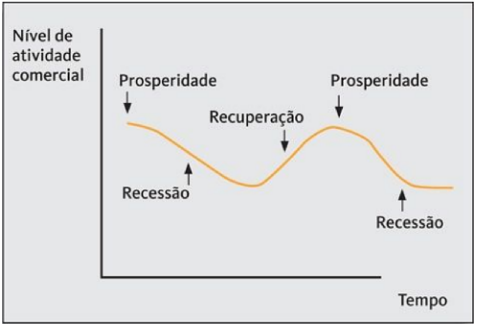 Nível de
atividade
comercial
Prosperidade
Prosperidade
Recuperação
Recessão
Recessão
Tempo